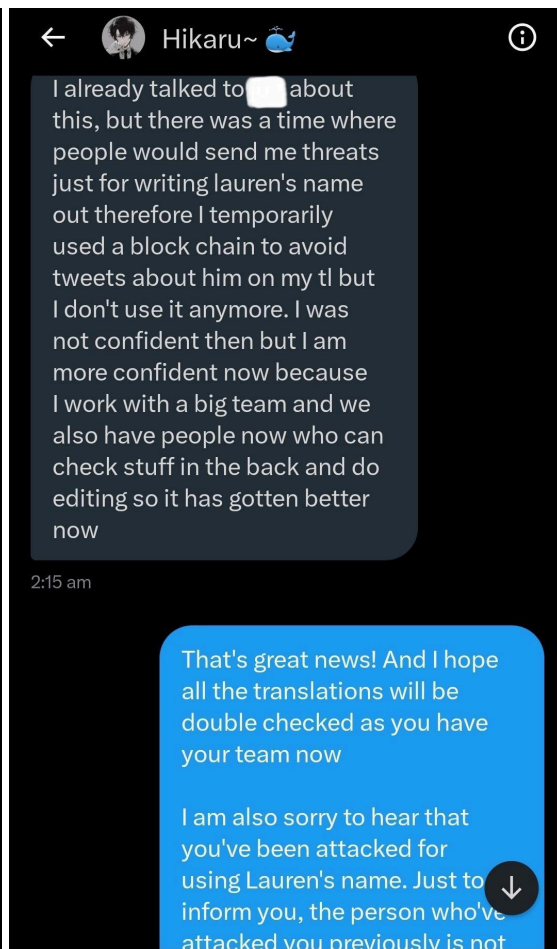 Hikaru~ 🐳
I already talked to about
this, but there was a time where
people would send me threats
just for writing lauren's name
out therefore I temporarily
used a block chain to avoid
tweets about him on my tl but
I don't use it anymore. I was
not confident then but I am
more confident now because
I work with a big team and we
also have people now who can
check stuff in the back and do
editing so it has gotten better
now
2:15 am
That's great news! And I hope
all the translations will be
double checked as you have
your team now
I am also sorry to hear that
you've been attacked for
using Lauren's name. Just to
inform you, the person who've
attacked you previously is not